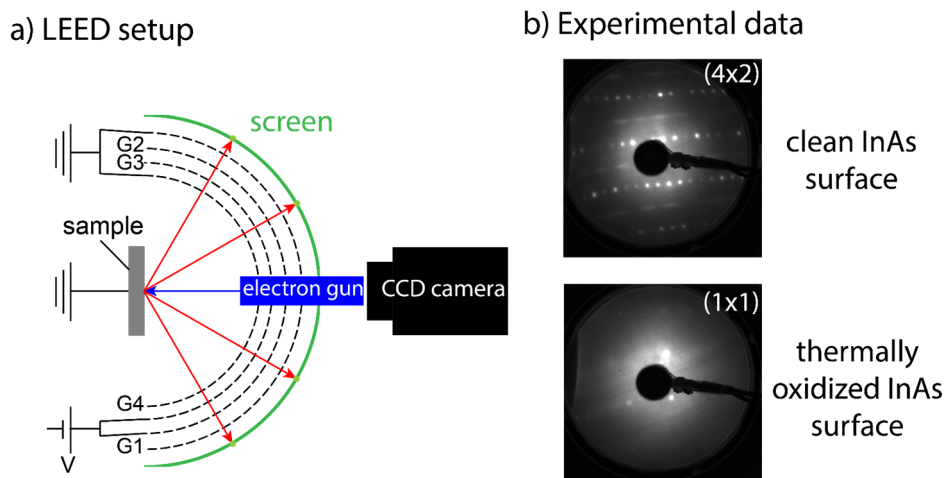 a) LEED setup
b) Experimental data
screen
G2
G3
sample
electron gun
CCD camera
G4
G1
V
(4x2)
clean InAs
surface
(1x1)
thermally
oxidized InAs
surface